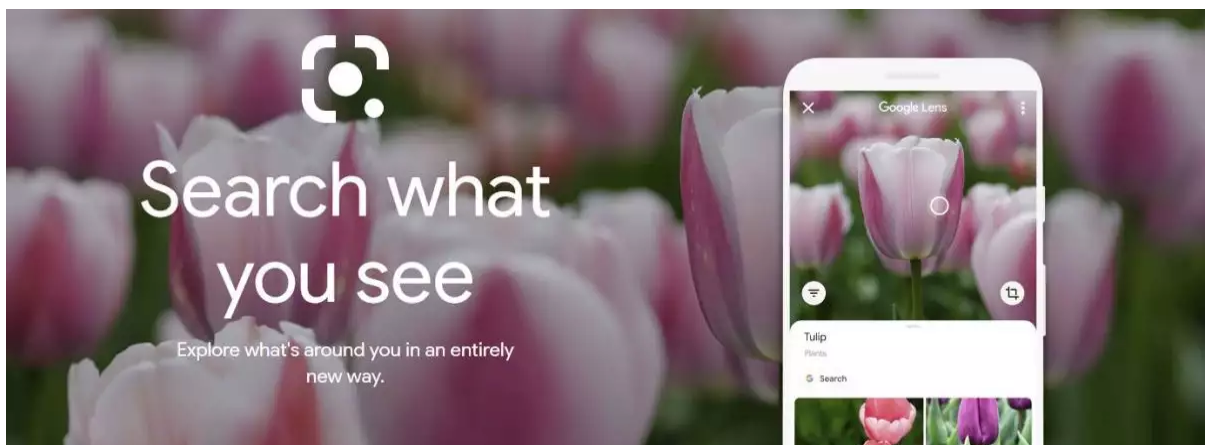 Search what
you see
Explore what's around you in an entirely
new way.
Google Lens
Tulip
Plants
Search